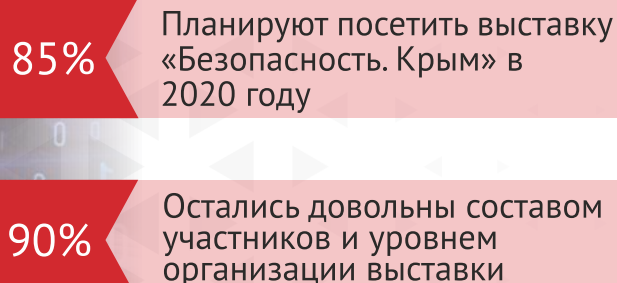 85%
Планируют посетить выставку
«Безопасность. Крым» в
2020 году
90%
Остались довольны составом
участников и уровнем
организации выставки